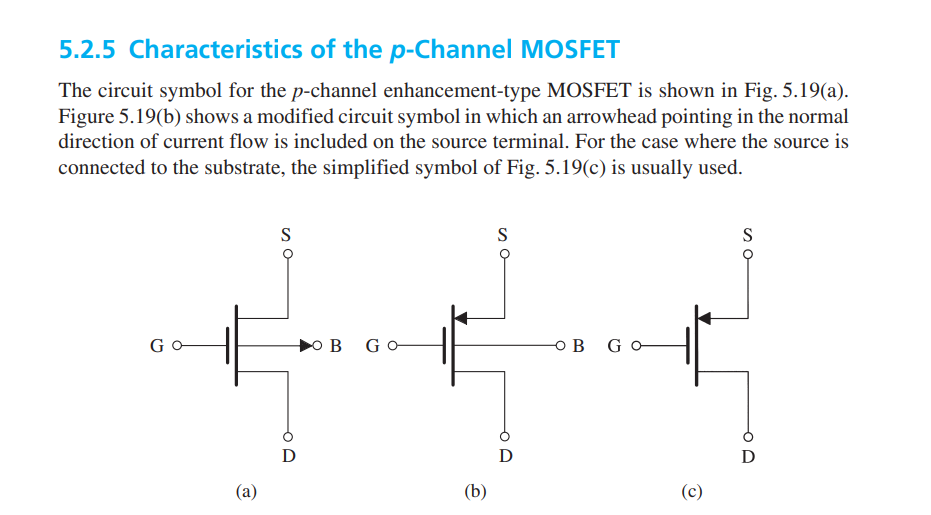 5.2.5 Characteristics of the p-Channel MOSFET
The circuit symbol for the p-channel enhancement-type MOSFET is shown in Fig. 5.19(a).
Figure 5.19(b) shows a modified circuit symbol in which an arrowhead pointing in the normal
direction of current flow is included on the source terminal. For the case where the source is
connected to the substrate, the simplified symbol of Fig. 5.19(c) is usually used.
S S S
G B G B G
D D D
(a) (b) (c)